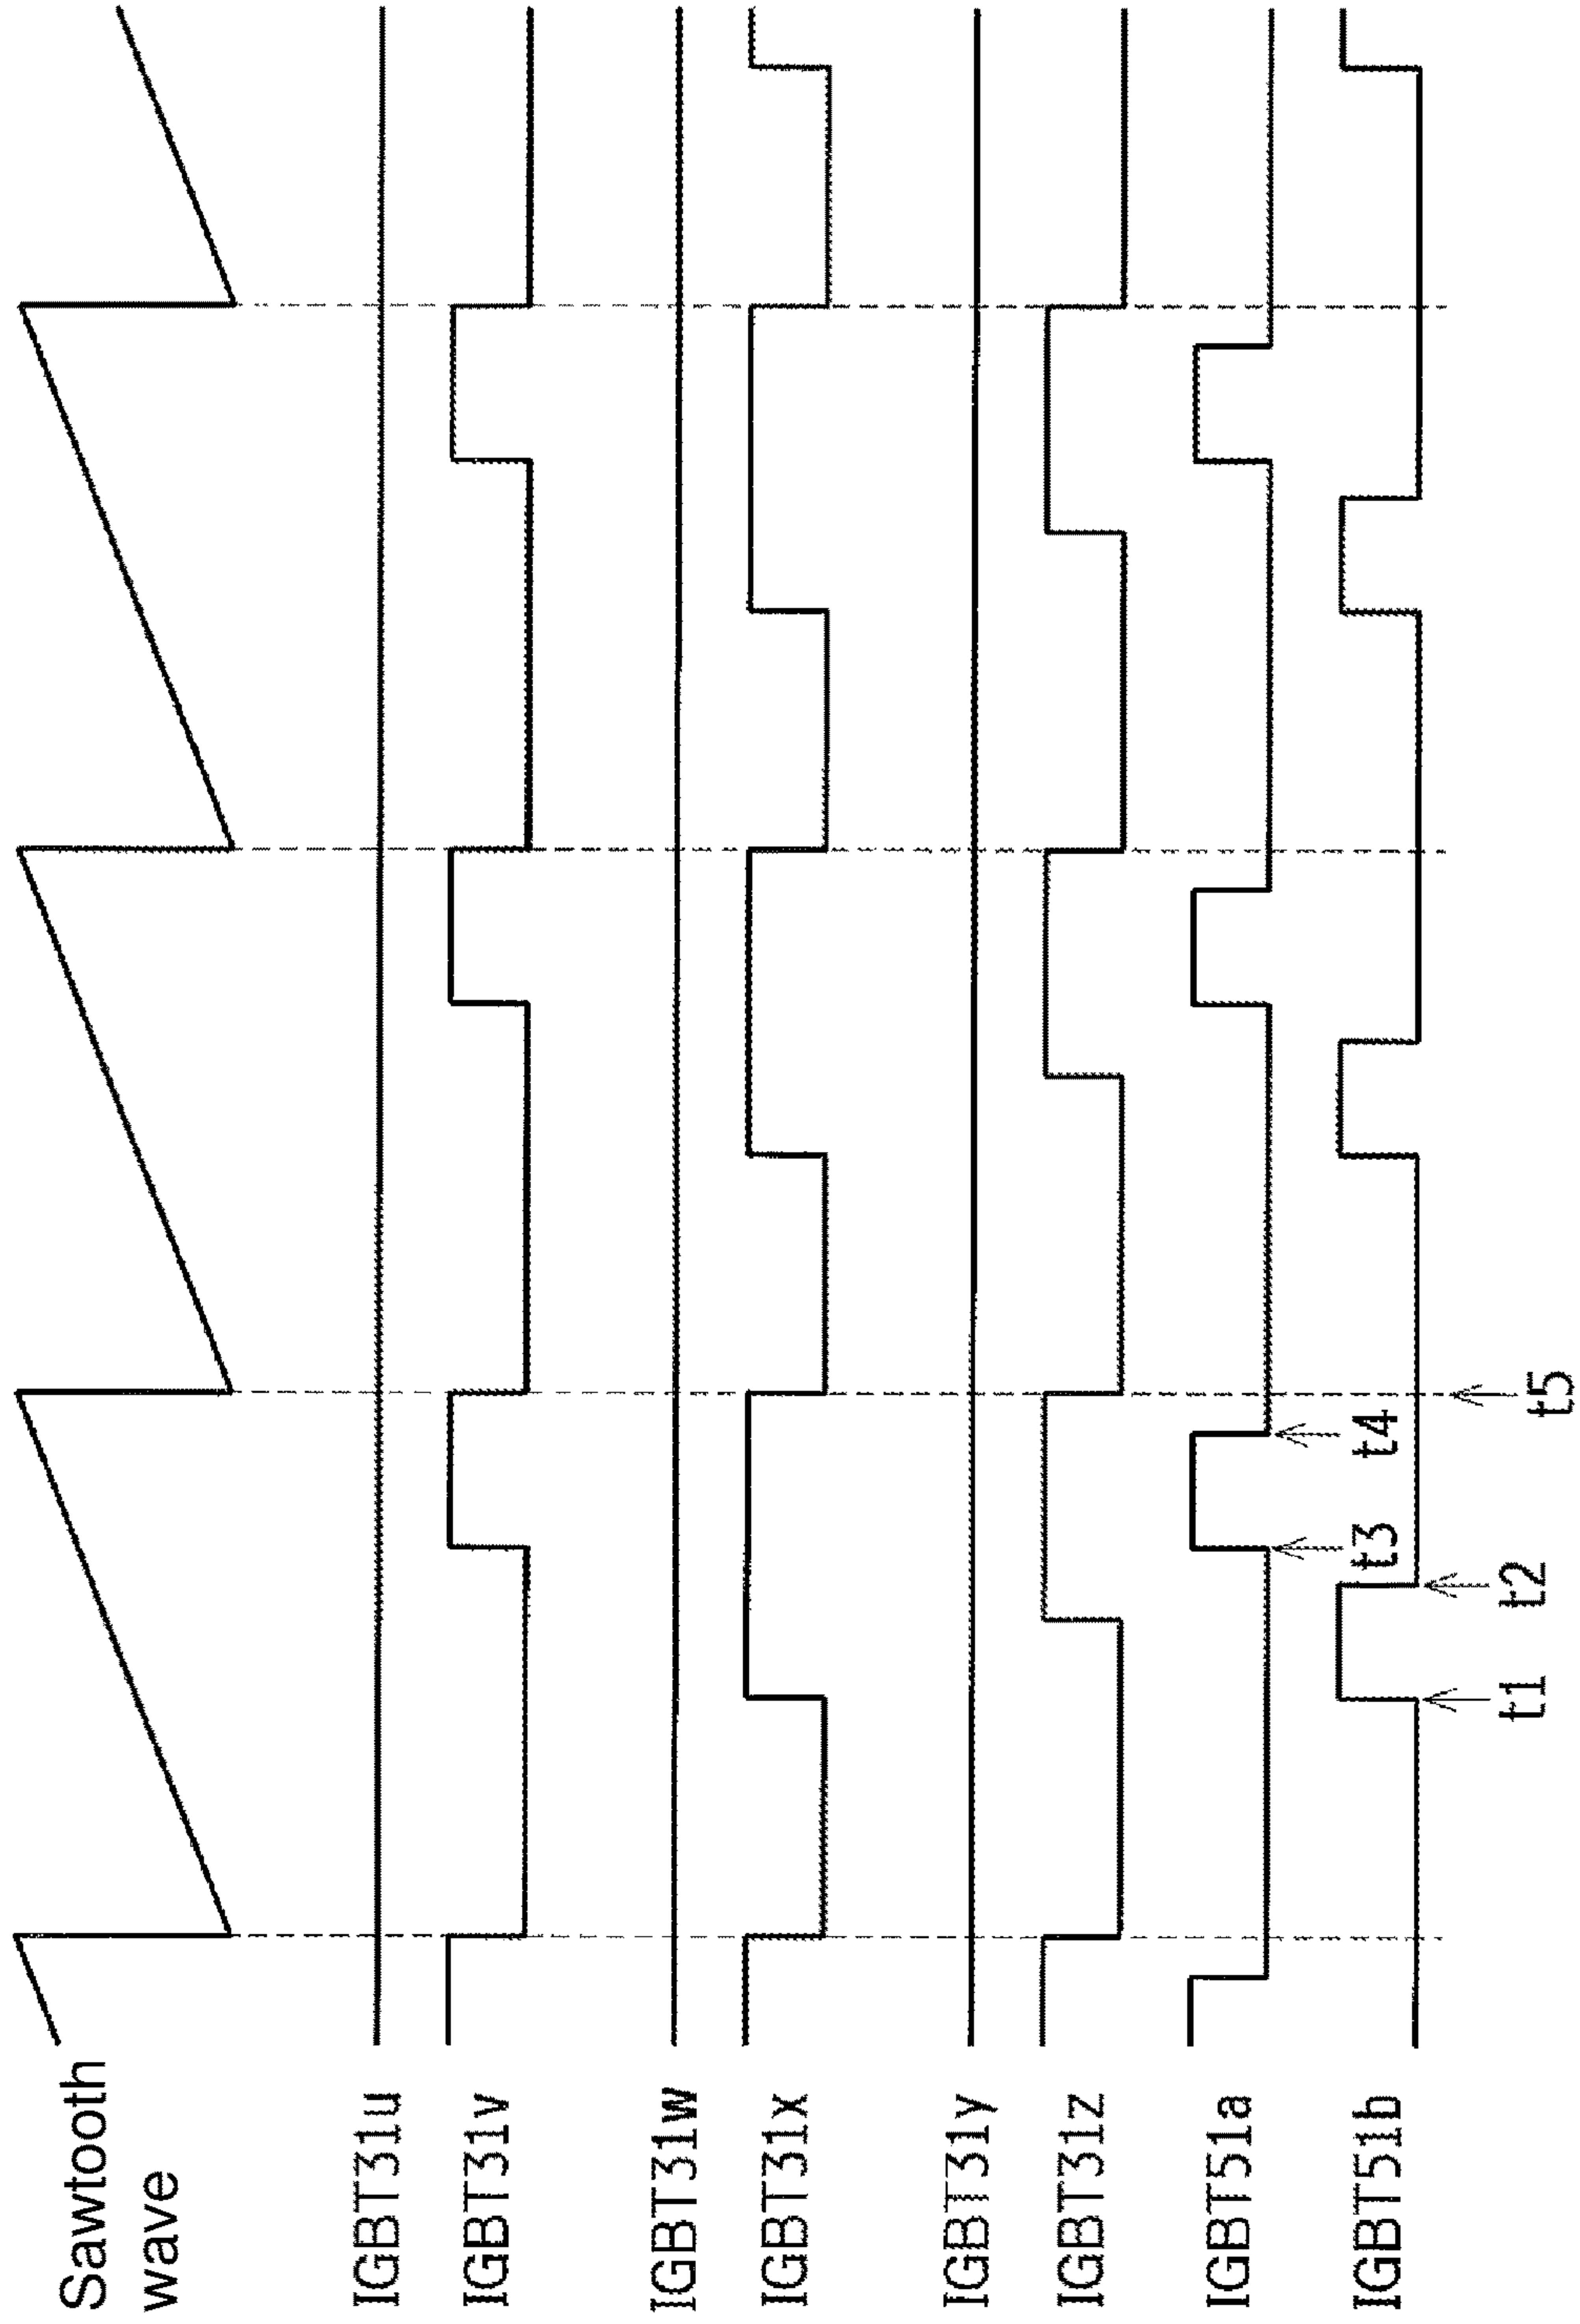 Sawtooth
wave
IGBT31u
IGBT31v
IGBT31w
IGBT31x
IGBT31y
IGBT31z
IGBT51a
IGBT51b
t3
t4
t1
t2
t5